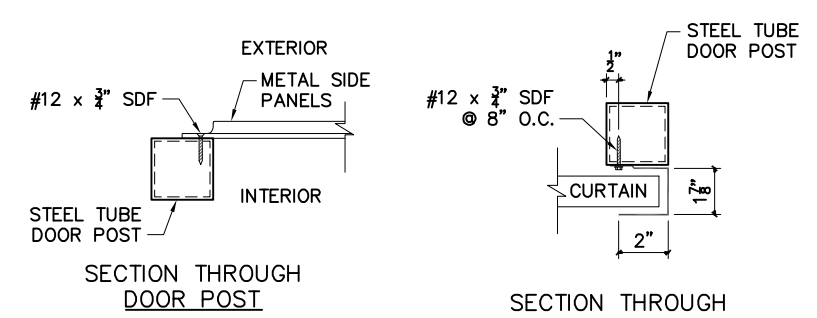 EXTERIOR
#12 x 3/4" SDF
METAL SIDE
PANELS
INTERIOR
STEEL TUBE
DOOR POST
SECTION THROUGH
DOOR POST
STEEL TUBE
DOOR POST
1/2"
#12 x 3/4" SDF
@ 8" O.C.
CURTAIN
1 7/8"
2"
SECTION THROUGH